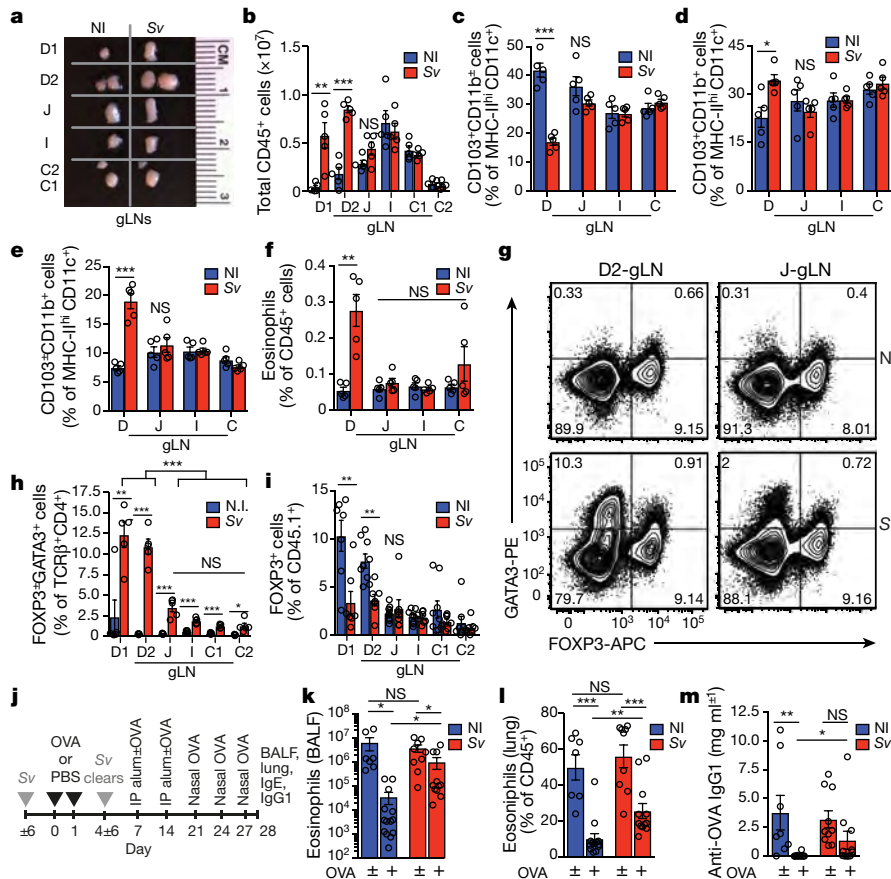 a
NI
Sv
D1
D2
J
I
C2
C1
CM
1
2
3
gLNs
b
Total CD45+ cells (×10⁷)
1.5
1.0
0.5
0
** *** NS
NI
Sv
D1 D2 J I C1 C2
gLN
c
CD103±CD11b± cells
(% of MHC-IIhi CD11c+)
50
40
30
20
10
0
*** NS
NI
Sv
D J I C
gLN
d
CD103+CD11b+ cells
(% of MHC-IIhi CD11c+)
45
30
15
0
* NS
NI
Sv
D J I C
gLN
e
CD103±CD11b+ cells
(% of MHC-IIhi CD11c+)
25
20
15
10
5
0
*** NS
NI
Sv
D J I C
gLN
f
Eosinophils
(% of CD45+ cells)
0.4
0.3
0.2
0.1
0
** NS
NI
Sv
D J I C
gLN
g
D2-gLN J-gLN
0.33 0.66 0.31 0.4
N
89.9 9.15 91.3 8.01
10.3 0.91 2 0.72
S
79.7 9.14 88.1 9.16
10⁵
10⁴
10³
10²
0
0 10³ 10⁴ 10⁵
GATA3-PE
FOXP3-APC
h
FOXP3±GATA3+ cells
(% of TCRβ+CD4+)
17.5
15.0
12.5
10.0
7.5
5.0
2.5
0
***
** *** *** *** *** *
NS
N.I.
Sv
D1 D2 J I C1 C2
gLN
i
FOXP3+ cells
(% of CD45.1+)
15
10
5
0
** ** NS
NI
Sv
D1 D2 J I C1 C2
gLN
j
Sv
OVA
or
PBS
Sv
clears
IP alum±OVA
IP alum±OVA
Nasal OVA
Nasal OVA
Nasal OVA
BALF,
lung,
IgE,
IgG1
±6 0 1 4±6 7 14 21 24 27 28
Day
k
Eosinophils (BALF)
10⁸
10⁷
10⁶
10⁵
10⁴
10³
10²
NS
* *
*
NI
Sv
OVA ± + ± +
l
Eosoniphils (lung)
(% of CD45+)
80
60
40
20
0
NS
*** ***
**
NI
Sv
OVA ± + ± +
m
Anti-OVA IgG1 (mg ml±1)
12.5
10.0
7.5
5.0
2.5
0
** NS
*
NI
Sv
OVA ± + ± +